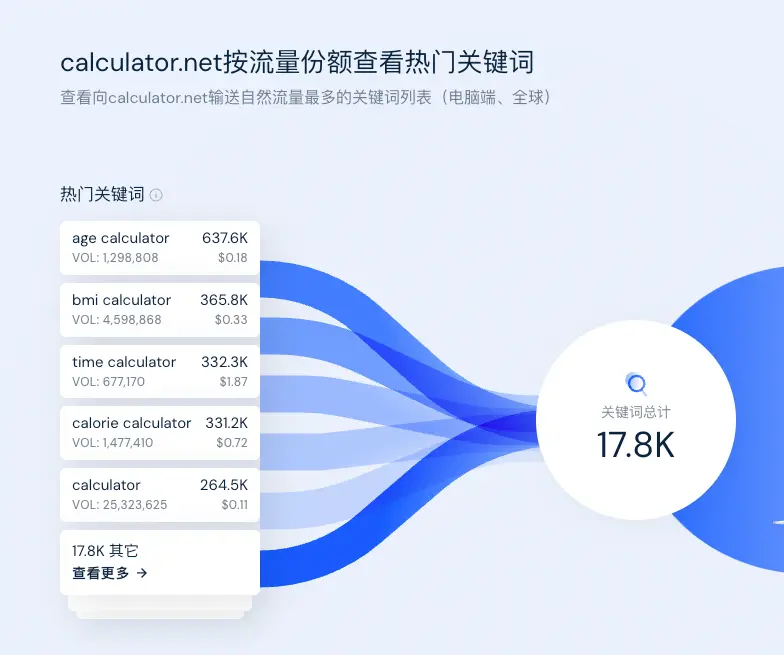 calculator.net按流量份额查看热门关键词
查看向calculator.net输送自然流量最多的关键词列表（电脑端、全球）
热门关键词
age calculator 637.6K
VOL: 1,298,808 $0.18
bmi calculator 365.8K
VOL: 4,598,868 $0.33
time calculator 332.3K
VOL: 677,170 $1.87
calorie calculator 331.2K
VOL: 1,477,410 $0.72
calculator 264.5K
VOL: 25,323,625 $0.11
17.8K 其它
查看更多 →
关键词总计
17.8K